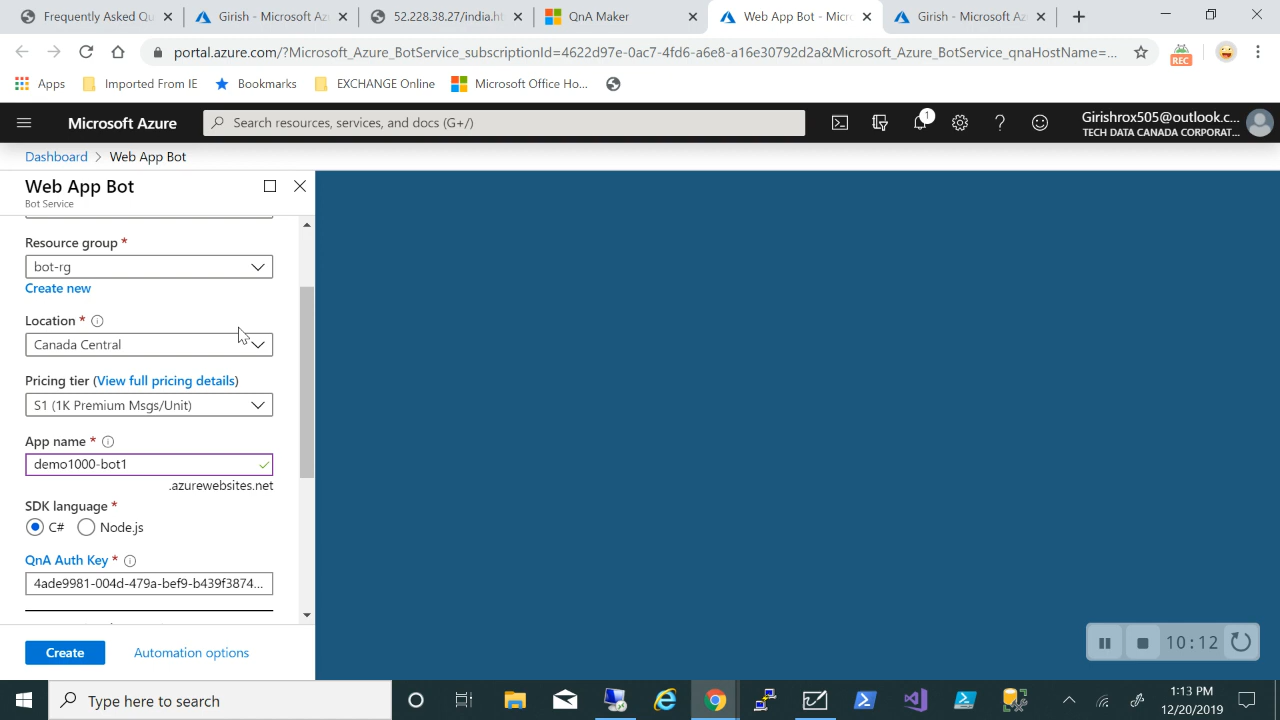 Frequently Asked Qu
Girish - Microsoft Az
52.228.38.27/india.ht
QnA Maker
Web App Bot - Micr
Girish - Microsoft Az
portal.azure.com/?Microsoft_Azure_BotService_subscriptionId=4622d97e-0ac7-4fd6-a6e8-a16e30792d2a&Microsoft_Azure_BotService_qnaHostName=...
REC
Apps
Imported From IE
Bookmarks
EXCHANGE Online
Microsoft Office Ho...
Microsoft Azure
Search resources, services, and docs (G+/)
1
Girishrox505@outlook.c...
TECH DATA CANADA CORPORAT...
Dashboard > Web App Bot
Web App Bot
Bot Service
Resource group *
bot-rg
Create new
Location *
Canada Central
Pricing tier (View full pricing details)
S1 (1K Premium Msgs/Unit)
App name *
demo1000-bot1
.azurewebsites.net
SDK language *
C# Node.js
QnA Auth Key *
4ade9981-004d-479a-bef9-b439f3874...
Create
Automation options
10:12
Type here to search
1:13 PM
12/20/2019